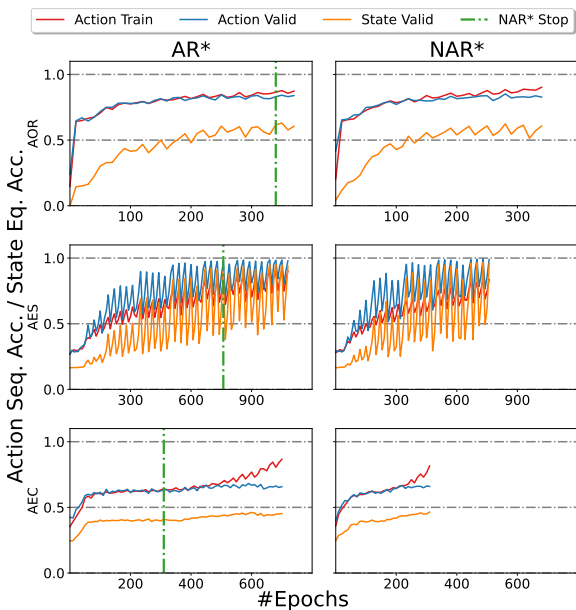 Action Train Action Valid State Valid NAR* Stop
AR* NAR*
Action Seq. Acc. / State Eq. Acc.
AOR
1.0
0.5
0.0
100 200 300
100 200 300
AES
1.0
0.5
0.0
300 600 900
300 600 900
AEC
1.0
0.5
0.0
200 400 600
200 400 600
#Epochs